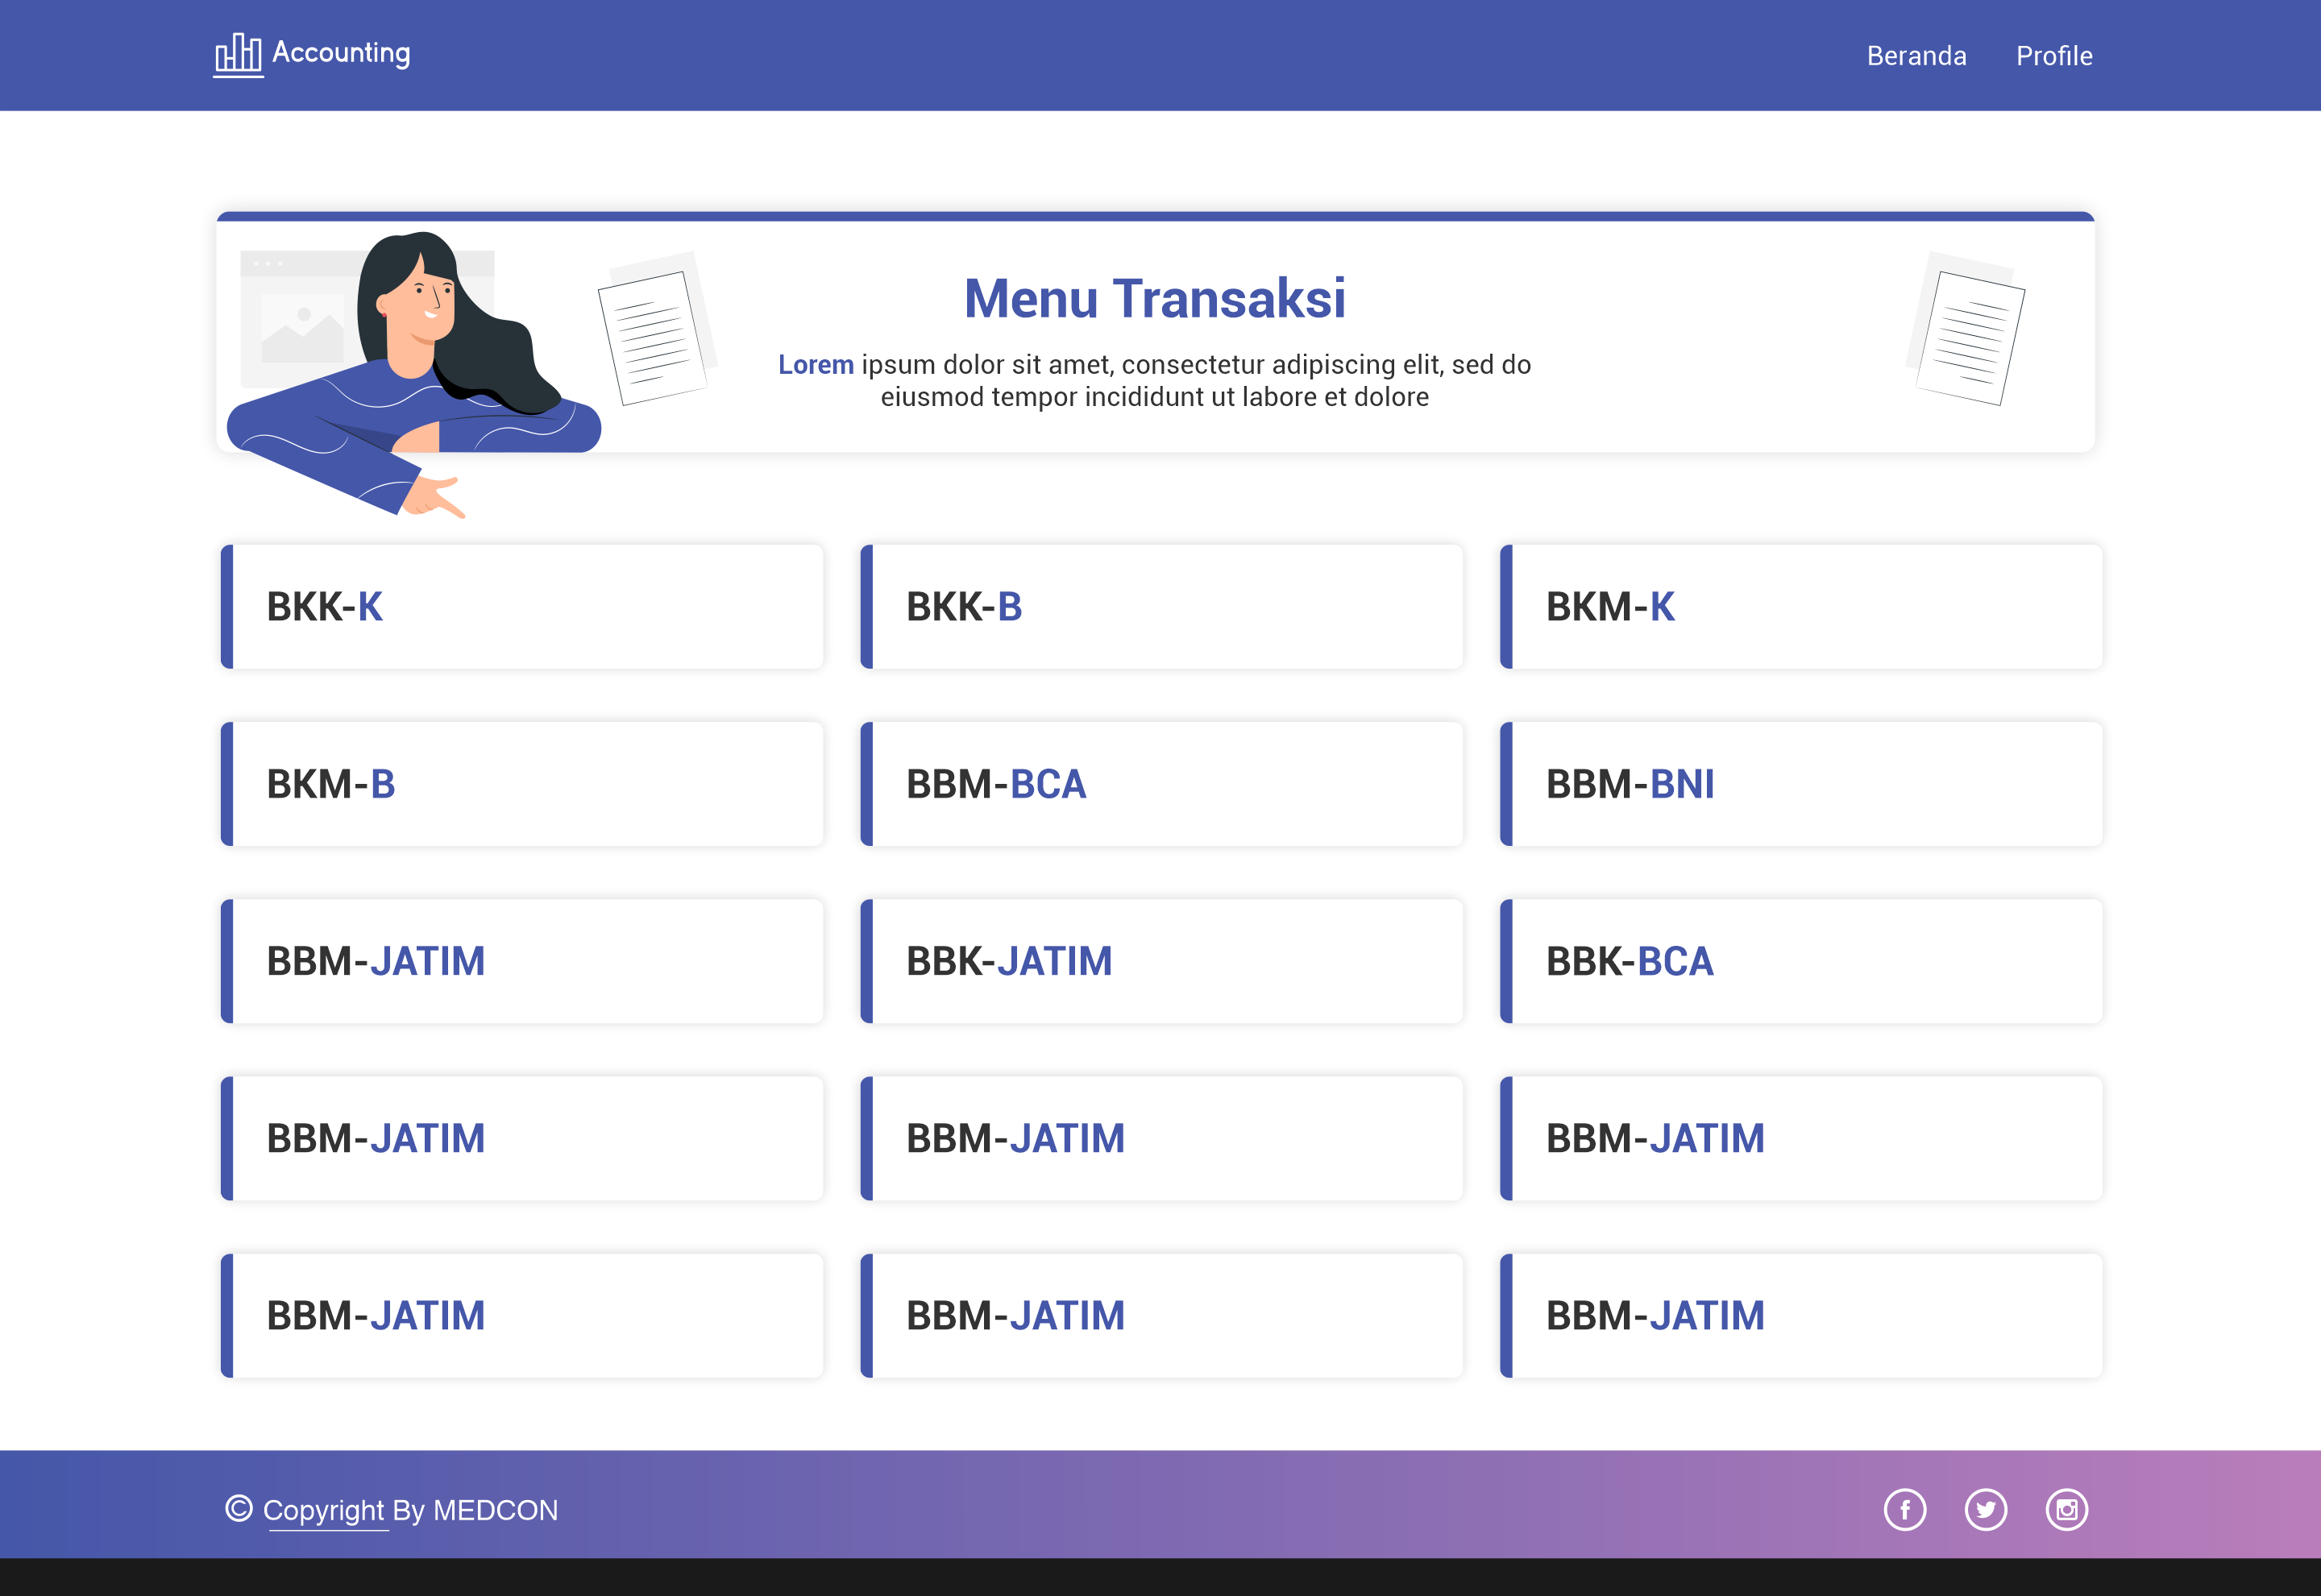 Accounting
Beranda Profile
Menu Transaksi
Lorem ipsum dolor sit amet, consectetur adipiscing elit, sed do
eiusmod tempor incididunt ut labore et dolore
BKK-K
BKK-B
BKM-K
BKM-B
BBM-BCA
BBM-BNI
BBM-JATIM
BBK-JATIM
BBK-BCA
BBM-JATIM
BBM-JATIM
BBM-JATIM
BBM-JATIM
BBM-JATIM
BBM-JATIM
© Copyright By MEDCON